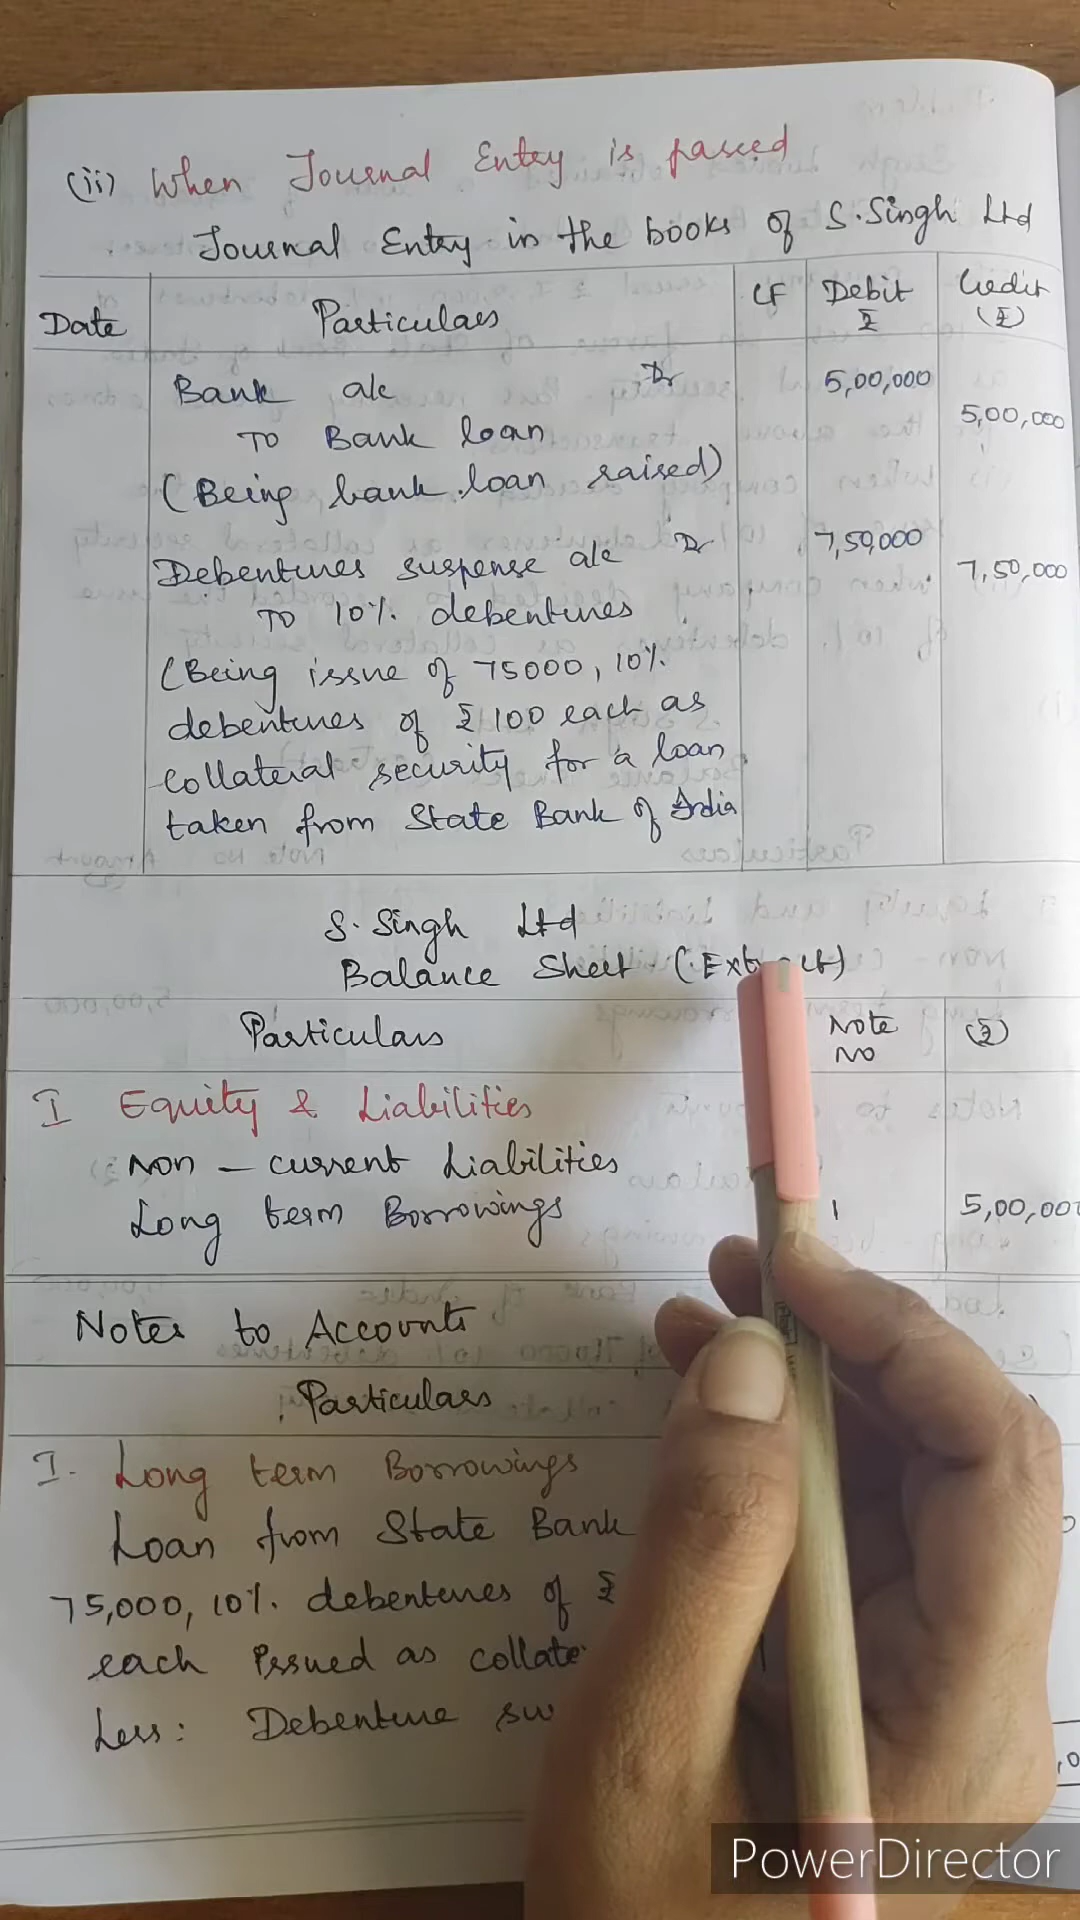 (ii) When Journal Entry is passed
Journal Entry in the books of S. Singh Ltd
Date Particulars LF Debit ₹ Credit (₹)
Bank a/c Dr 5,00,000
To Bank loan 5,00,000
(Being bank loan raised)
Debentures suspense a/c Dr 7,50,000
To 10% debentures 7,50,000
(Being issue of 75000, 10%
debentures of ₹ 100 each as
collateral security for a loan
taken from State Bank of India
S. Singh Ltd
Balance Sheet (Extract)
Particulars Note No (₹)
I Equity & Liabilities
Non - current Liabilities
Long term Borrowings 1 5,00,000
Notes to Accounts
Particulars
I. Long term Borrowings
Loan from State Bank
75,000, 10% debentures of ₹
each issued as collate
Less: Debenture su
PowerDirector